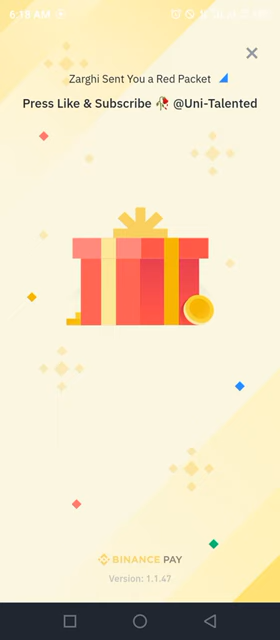 6:18 AM
Zarghi Sent You a Red Packet
Press Like & Subscribe 🥀 @Uni-Talented
BINANCE PAY
Version: 1.1.47